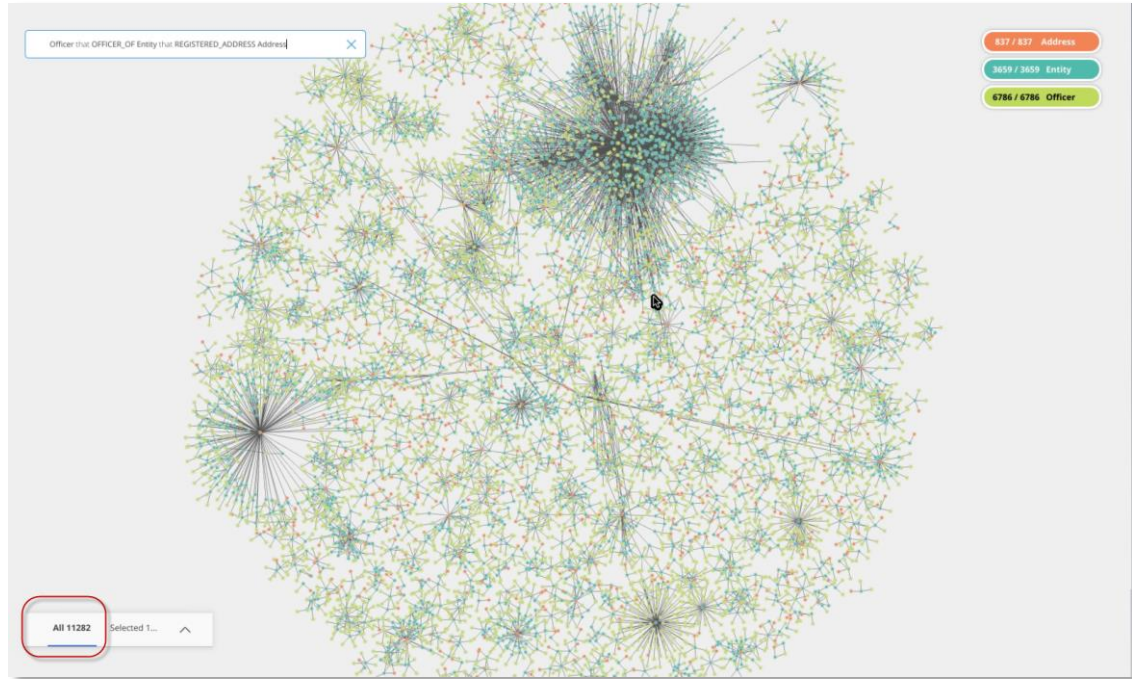 Officer that OFFICER_OF Entity that REGISTERED_ADDRESS Address
837 / 837 Address
3659 / 3659 Entity
6786 / 6786 Officer
All 11282 Selected 1...